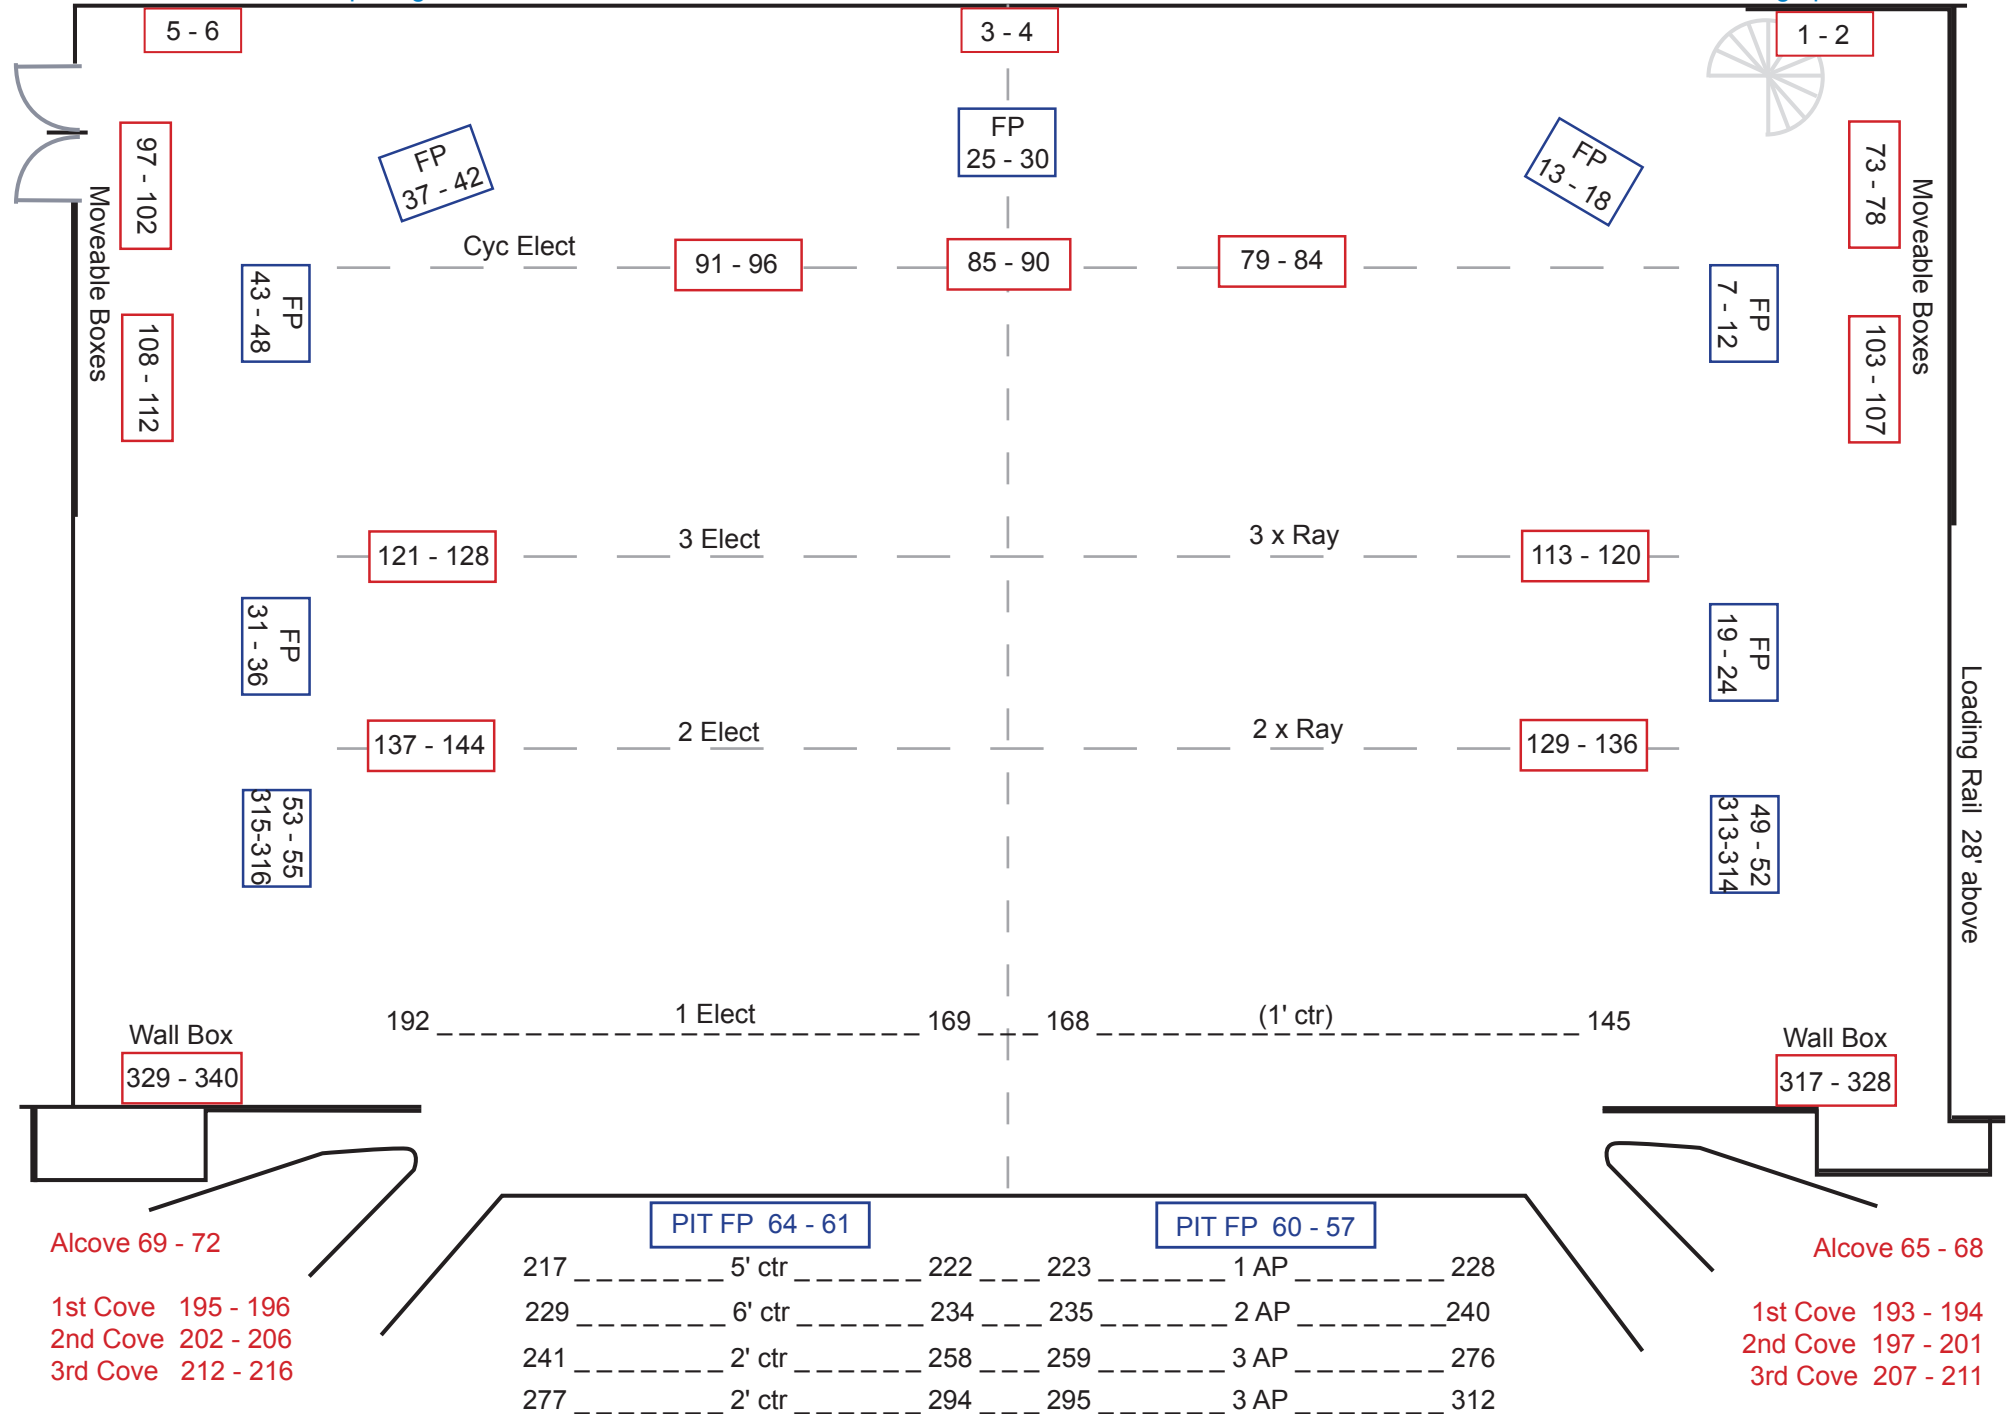 5 - 6
3 - 4
1 - 2
97 - 102
Moveable Boxes
108 - 112
FP
37 - 42
FP
25 - 30
FP
13 - 18
73 - 78
Moveable Boxes
103 - 107
Cyc Elect
91 - 96
85 - 90
79 - 84
FP
43 - 48
FP
7 - 12
3 Elect
3 x Ray
121 - 128
113 - 120
FP
31 - 36
FP
19 - 24
2 Elect
2 x Ray
137 - 144
129 - 136
Loading Rail 28' above
53 - 55
315-316
49 - 52
313-314
192 1 Elect 169 168 (1' ctr) 145
Wall Box
329 - 340
Wall Box
317 - 328
PIT FP 64 - 61
PIT FP 60 - 57
Alcove 69 - 72
Alcove 65 - 68
217 5' ctr 222 223 1 AP 228
229 6' ctr 234 235 2 AP 240
241 2' ctr 258 259 3 AP 276
277 2' ctr 294 295 3 AP 312
1st Cove 195 - 196
2nd Cove 202 - 206
3rd Cove 212 - 216
1st Cove 193 - 194
2nd Cove 197 - 201
3rd Cove 207 - 211